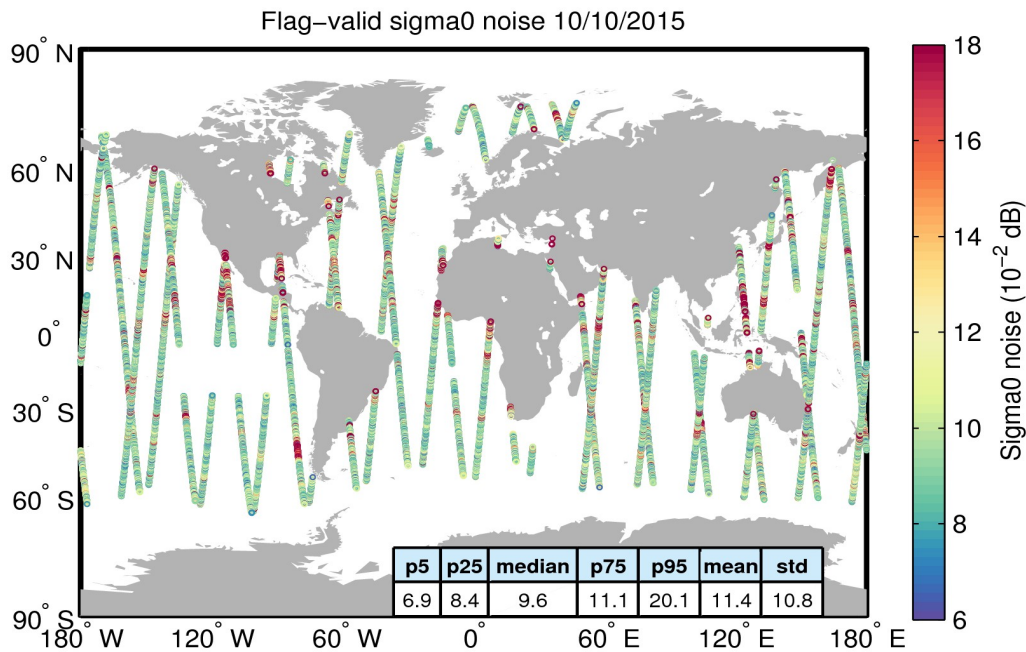 Flag−valid sigma0 noise 10/10/2015
90° N
60° N
30° N
0°
30° S
60° S
90° S
180° W
120° W
60° W
0°
60° E
120° E
180° E
p5 p25 median p75 p95 mean std
6.9 8.4 9.6 11.1 20.1 11.4 10.8
18
16
14
12
10
8
6
Sigma0 noise (10⁻² dB)